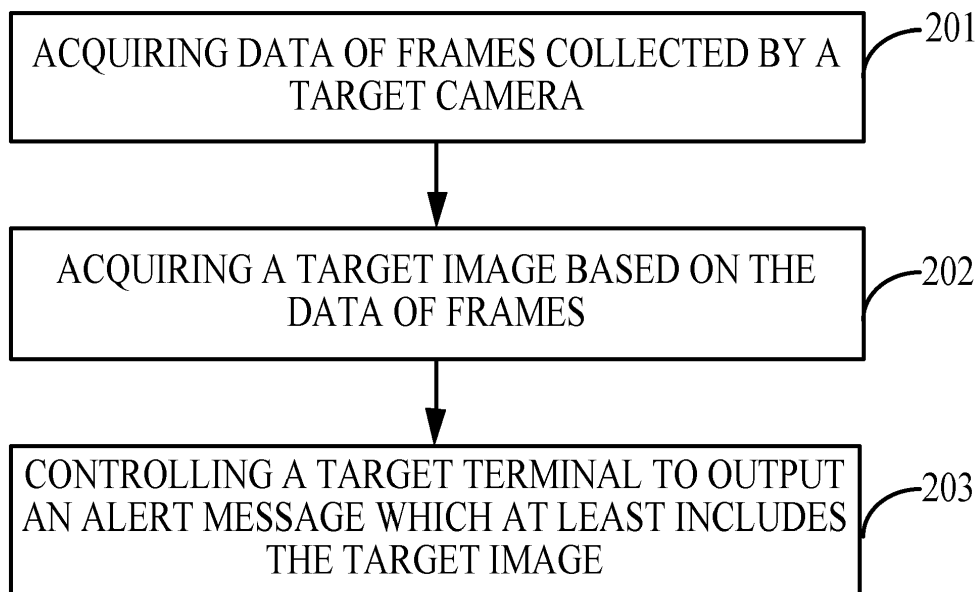 ACQUIRING DATA OF FRAMES COLLECTED BY A
TARGET CAMERA
201
ACQUIRING A TARGET IMAGE BASED ON THE
DATA OF FRAMES
202
CONTROLLING A TARGET TERMINAL TO OUTPUT
AN ALERT MESSAGE WHICH AT LEAST INCLUDES
THE TARGET IMAGE
203